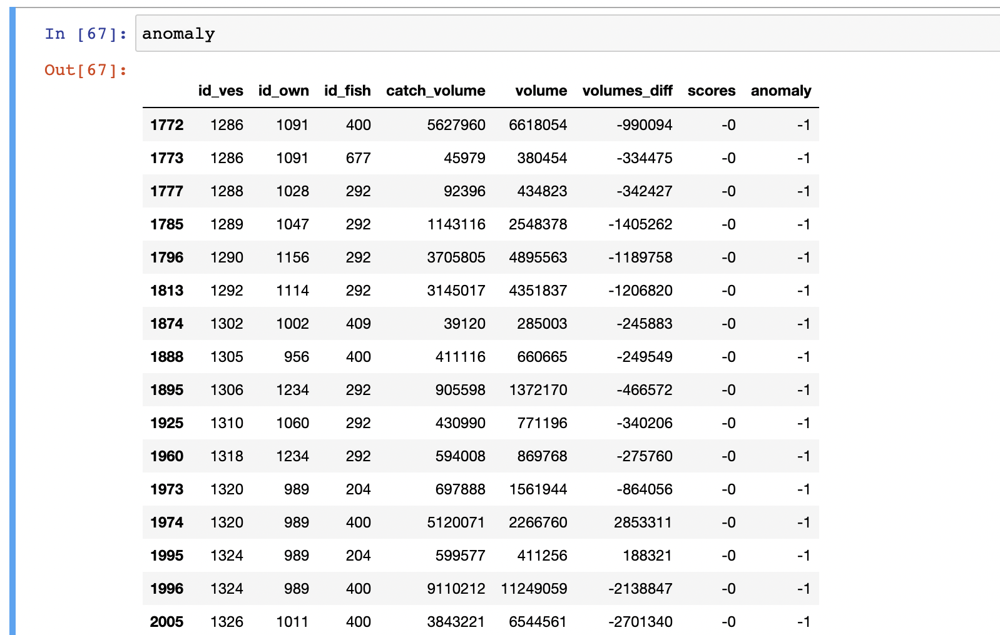 In [67]: anomaly
Out[67]:
id_ves id_own id_fish catch_volume volume volumes_diff scores anomaly
1772 1286 1091 400 5627960 6618054 -990094 -0 -1
1773 1286 1091 677 45979 380454 -334475 -0 -1
1777 1288 1028 292 92396 434823 -342427 -0 -1
1785 1289 1047 292 1143116 2548378 -1405262 -0 -1
1796 1290 1156 292 3705805 4895563 -1189758 -0 -1
1813 1292 1114 292 3145017 4351837 -1206820 -0 -1
1874 1302 1002 409 39120 285003 -245883 -0 -1
1888 1305 956 400 411116 660665 -249549 -0 -1
1895 1306 1234 292 905598 1372170 -466572 -0 -1
1925 1310 1060 292 430990 771196 -340206 -0 -1
1960 1318 1234 292 594008 869768 -275760 -0 -1
1973 1320 989 204 697888 1561944 -864056 -0 -1
1974 1320 989 400 5120071 2266760 2853311 -0 -1
1995 1324 989 204 599577 411256 188321 -0 -1
1996 1324 989 400 9110212 11249059 -2138847 -0 -1
2005 1326 1011 400 3843221 6544561 -2701340 -0 -1